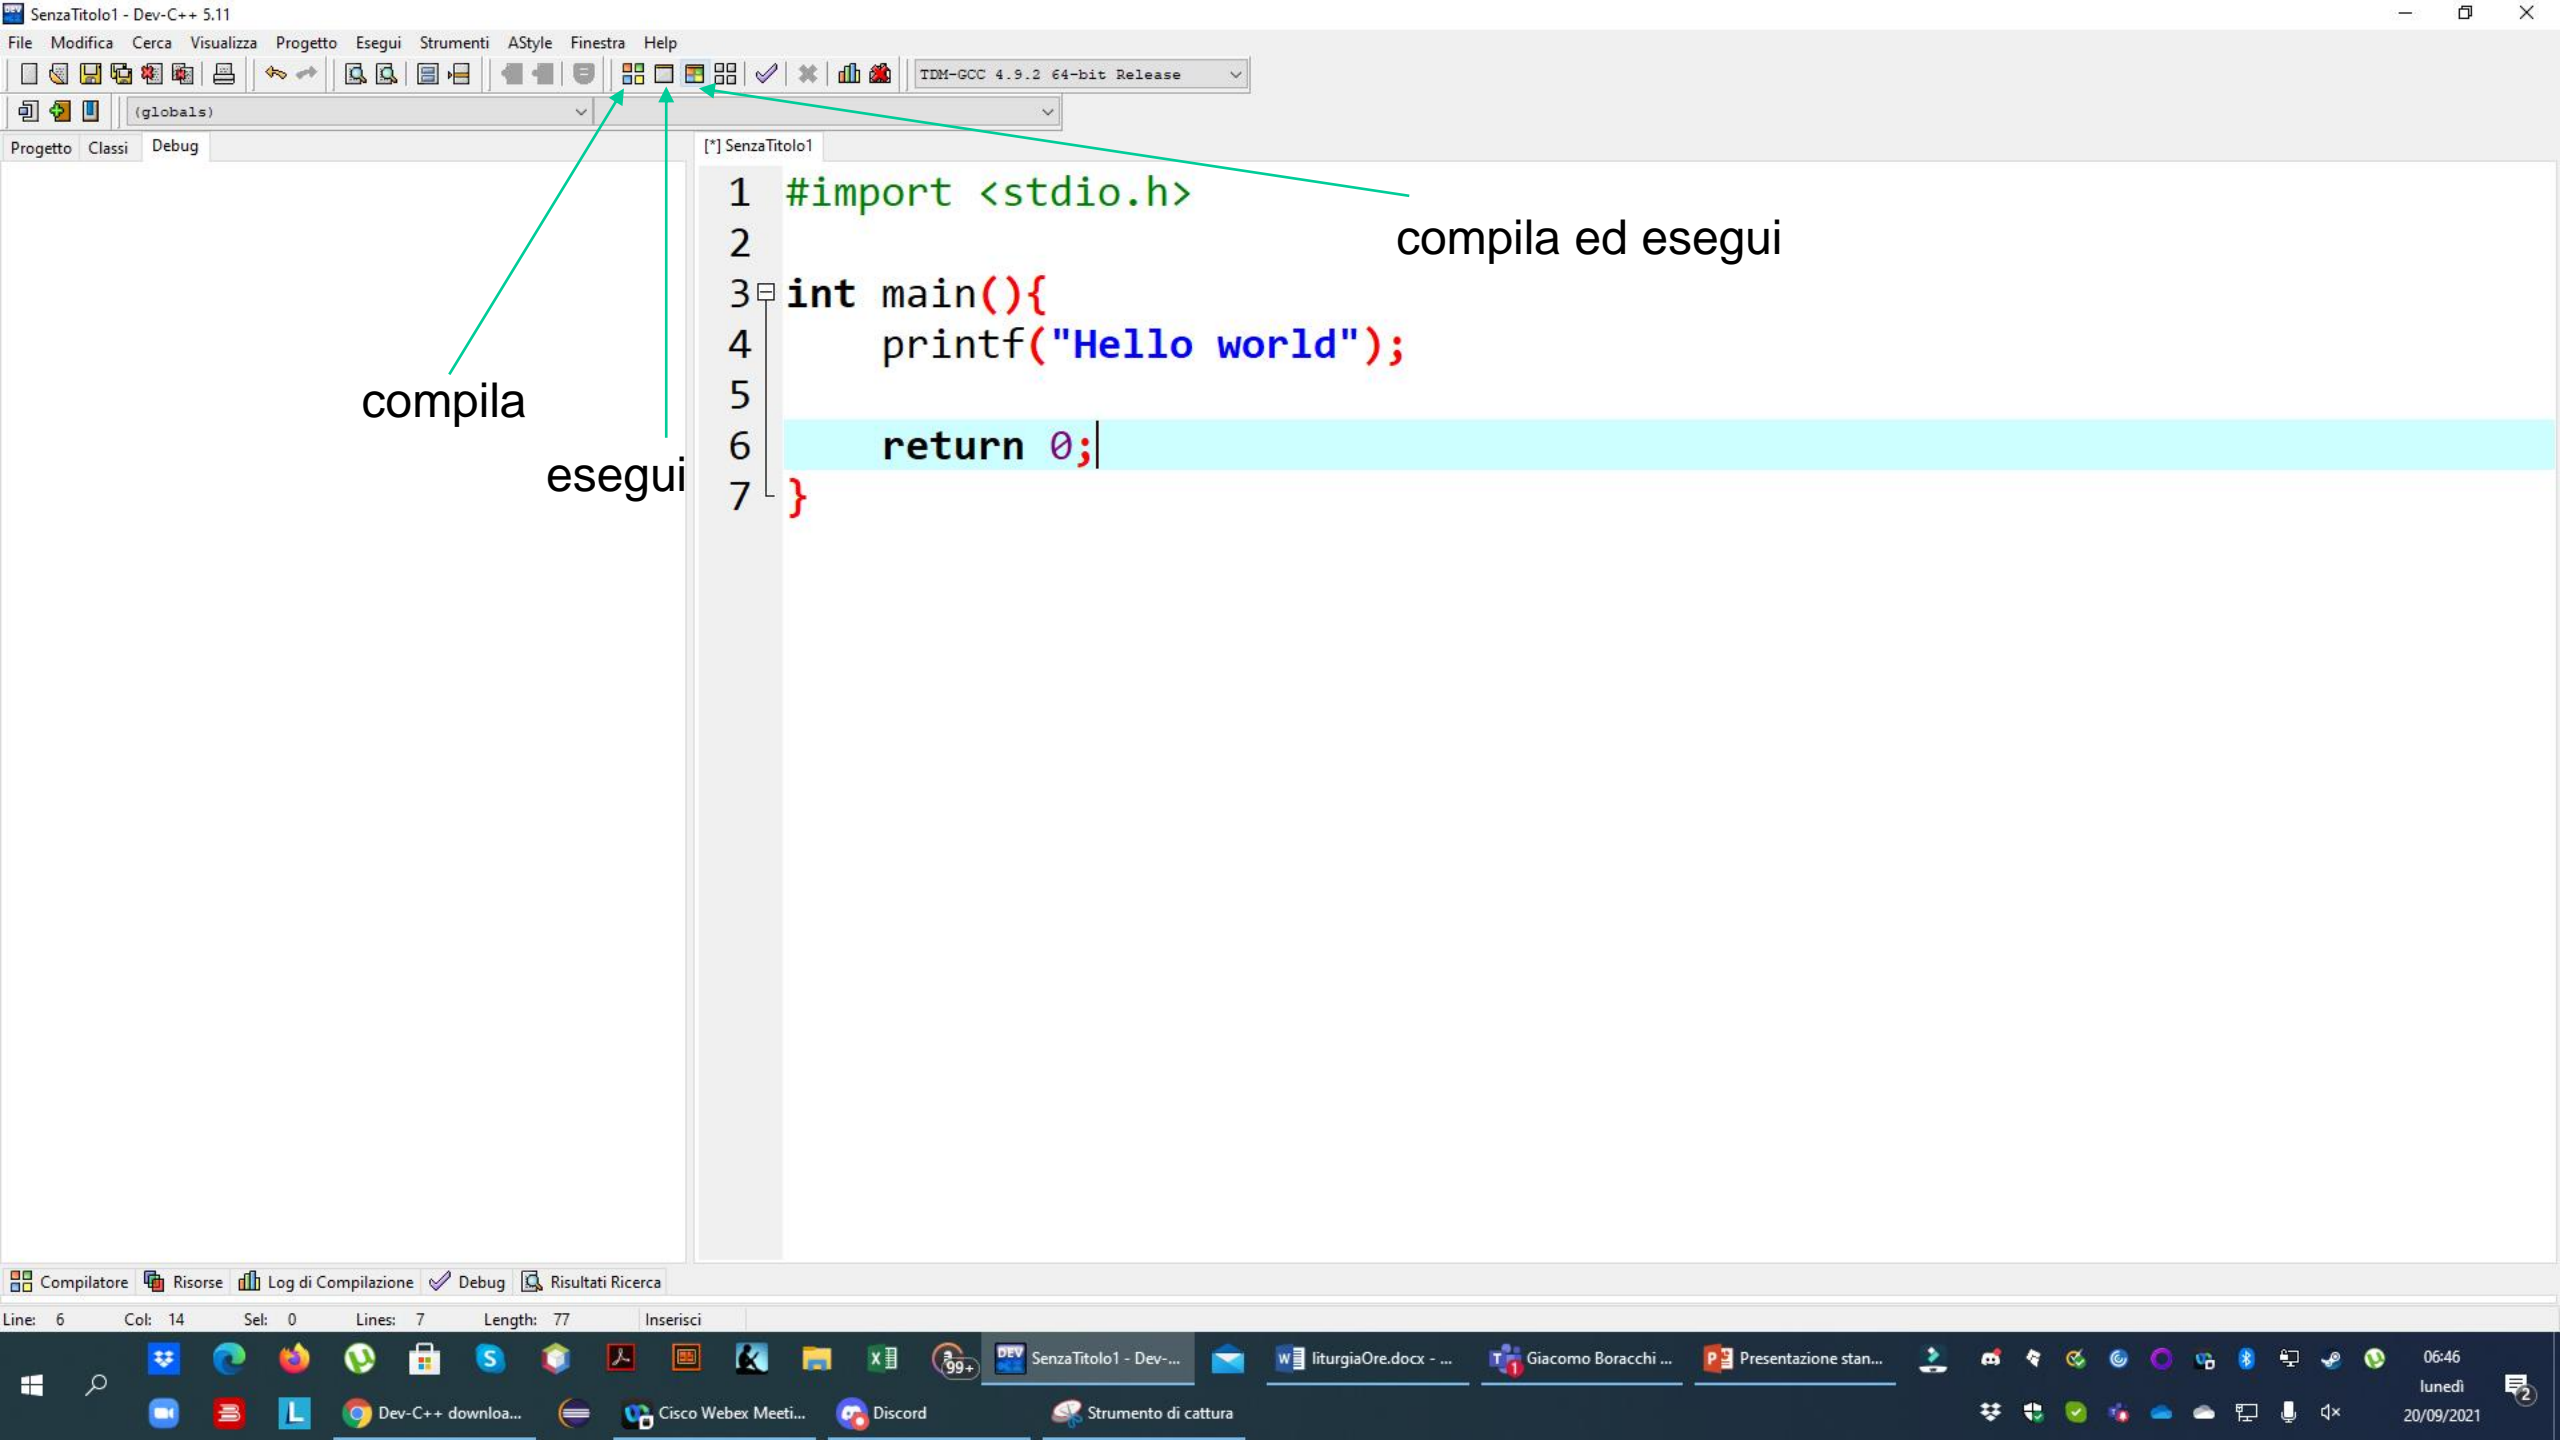 SenzaTitolo1 - Dev-C++ 5.11
File Modifica Cerca Visualizza Progetto Esegui Strumenti AStyle Finestra Help
TDM-GCC 4.9.2 64-bit Release
(globals)
Progetto Classi Debug
[*] SenzaTitolo1
1 #import <stdio.h>
compila ed esegui
2
3 int main(){
4 printf("Hello world");
compila
5
6 return 0;
esegui
7 }
Compilatore Risorse Log di Compilazione Debug Risultati Ricerca
Line: 6 Col: 14 Sel: 0 Lines: 7 Length: 77 Inserisci
99+ SenzaTitolo1 - Dev-... liturgiaOre.docx - ... Giacomo Boracchi ... Presentazione stan... 06:46
lunedì
2
Dev-C++ downloa... Cisco Webex Meeti... Discord Strumento di cattura 20/09/2021